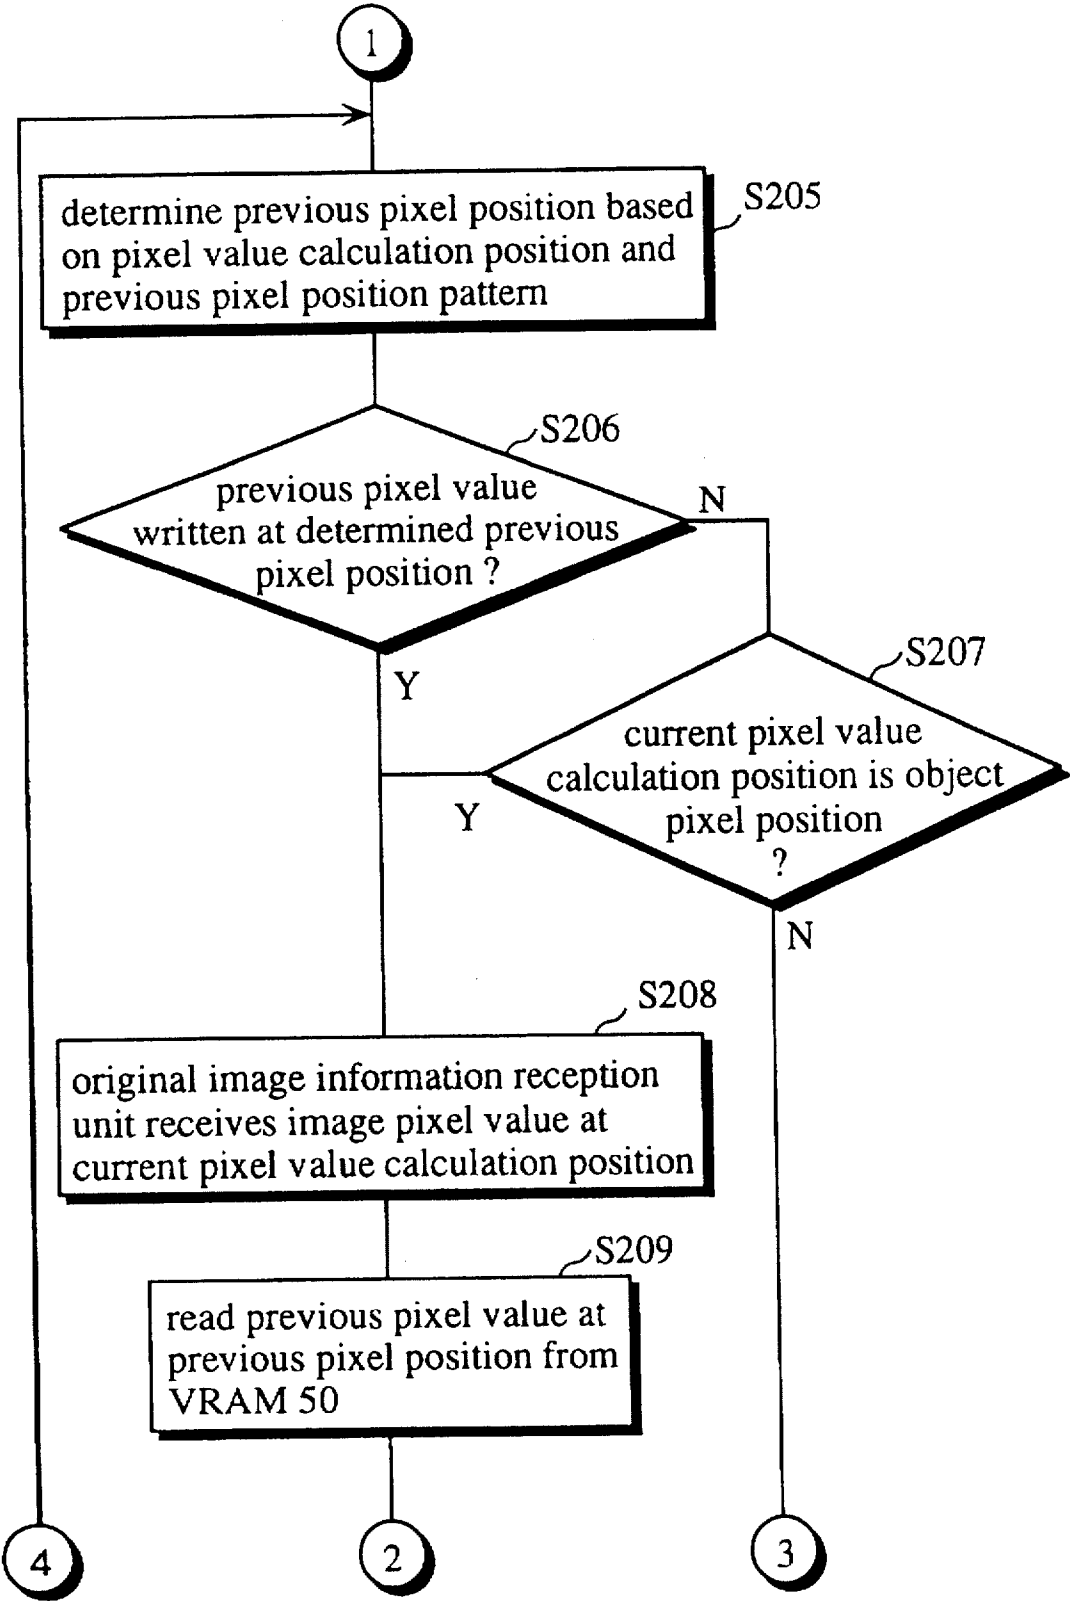 1
S205
determine previous pixel position based
on pixel value calculation position and
previous pixel position pattern
S206
previous pixel value
written at determined previous
pixel position ?
N
Y
S207
current pixel value
calculation position is object
pixel position
?
Y
N
S208
original image information reception
unit receives image pixel value at
current pixel value calculation position
S209
read previous pixel value at
previous pixel position from
VRAM 50
4
2
3